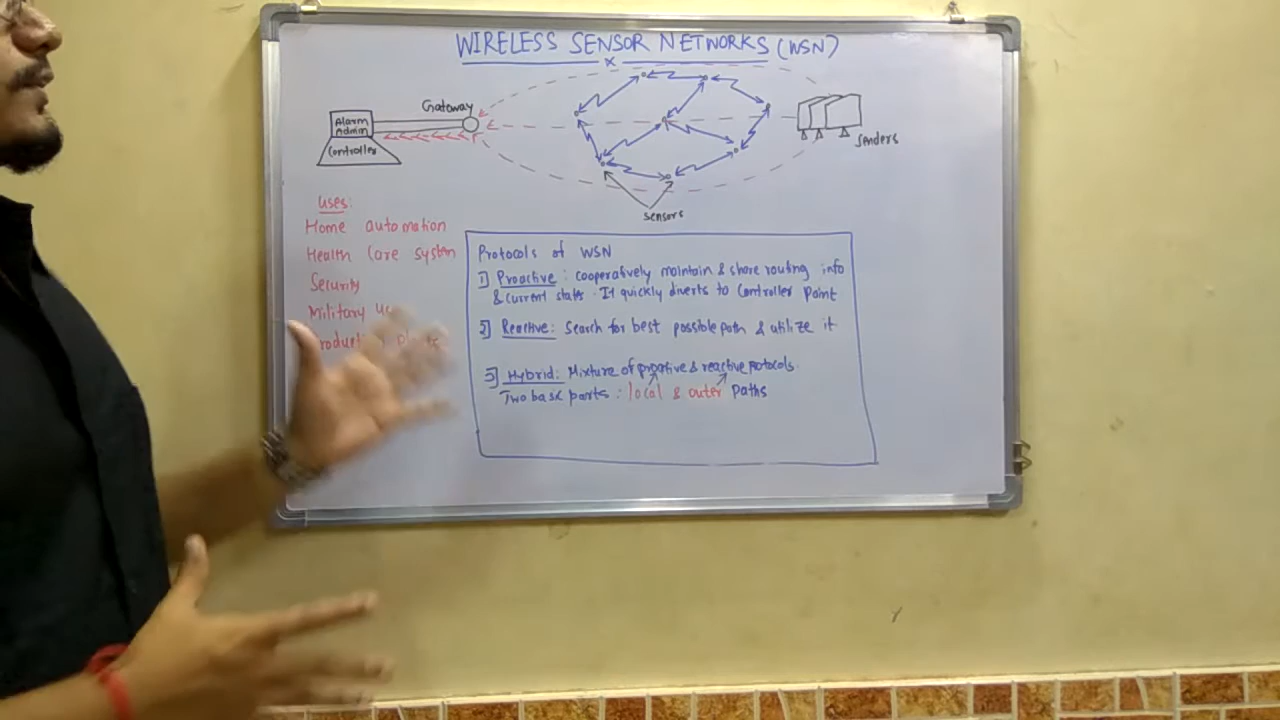 WIRELESS SENSOR NETWORKS (WSN)
Gateway
Alarm
Admin
Controller
Senders
Sensors
Uses:
Home automation
Health Care system
Security
Military
Protocols of WSN
1] Proactive: cooperatively maintain & share routing info
& current state. It quickly diverts to Controller Point
2] Reactive: Search for best possible path & utilize it
3] Hybrid: Mixture of proactive & reactive protocols.
Two basic parts: local & outer Paths